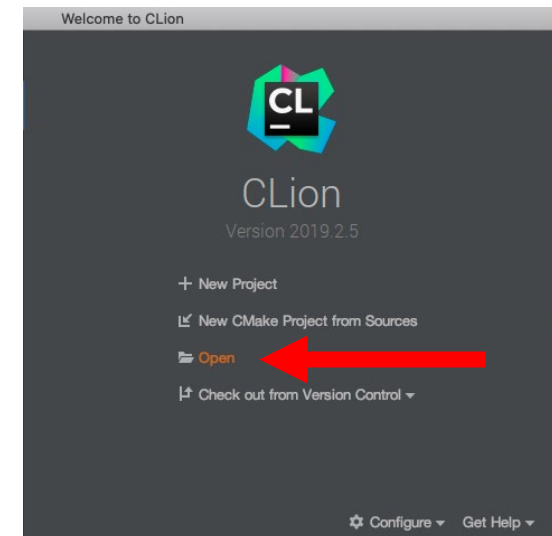 Welcome to CLion
CL
CLion
Version 2019.2.5
New Project
New CMake Project from Sources
Open
Check out from Version Control
Configure Get Help